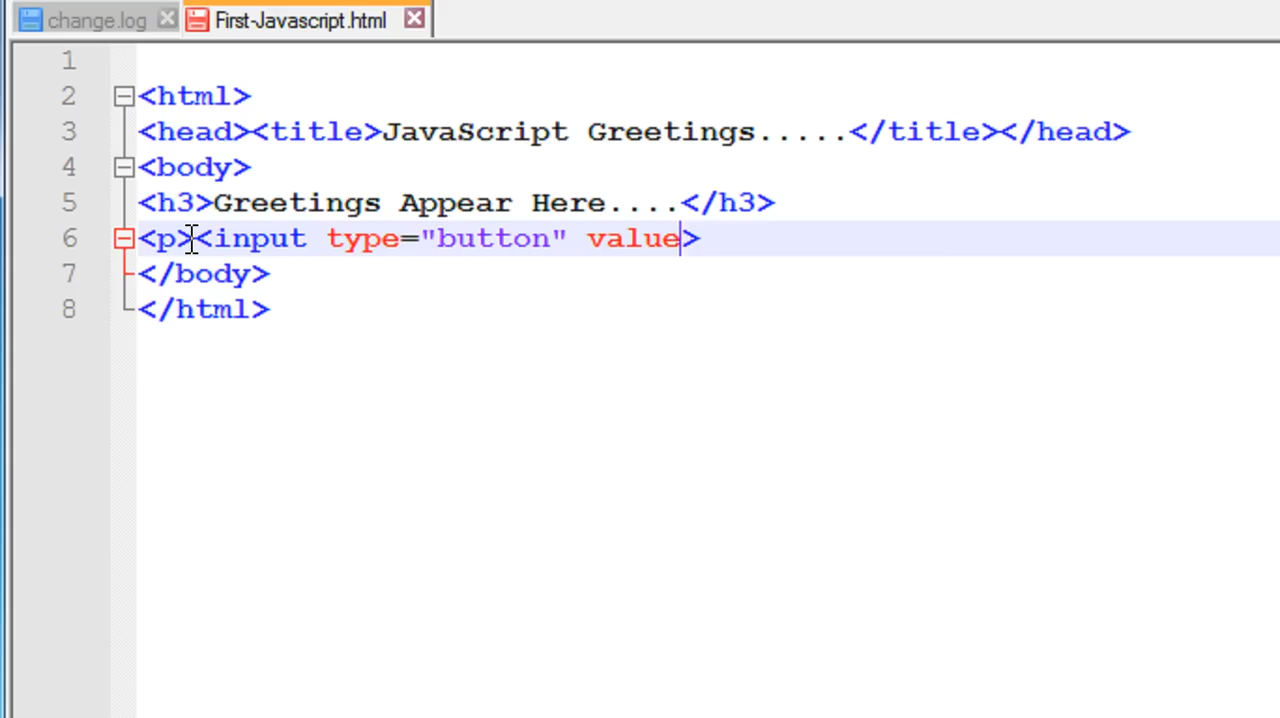 change.log First-Javascript.html
1
2 <html>
3 <head><title>JavaScript Greetings.....</title></head>
4 <body>
5 <h3>Greetings Appear Here....</h3>
6 <p><input type="button" value>
7 </body>
8 </html>